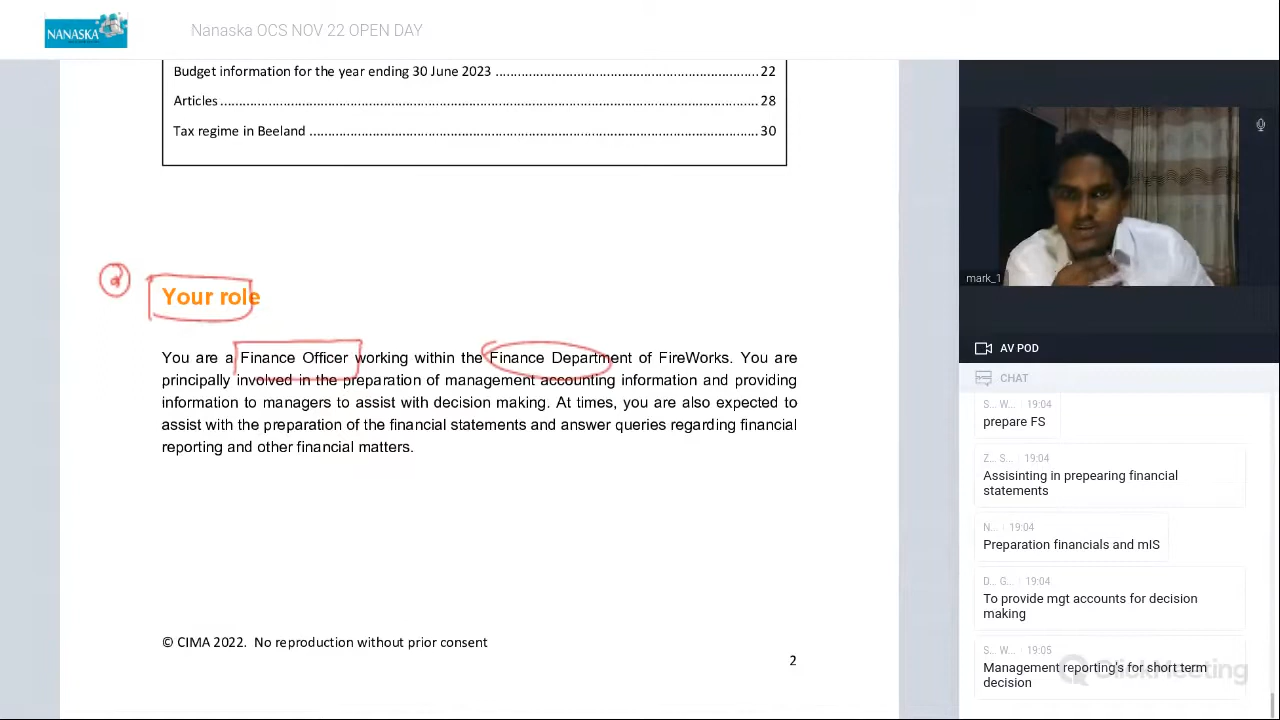 NANASKA
Nanaska OCS NOV 22 OPEN DAY
Budget information for the year ending 30 June 2023 ........................................................................22
Articles.......................................................................................................................................28
Tax regime in Beeland ...............................................................................................................30
Your role
You are a Finance Officer working within the Finance Department of FireWorks. You are
principally involved in the preparation of management accounting information and providing
information to managers to assist with decision making. At times, you are also expected to
assist with the preparation of the financial statements and answer queries regarding financial
reporting and other financial matters.
© CIMA 2022. No reproduction without prior consent
2
mark_1
AV POD
CHAT
S... W... 19:04
prepare FS
Z... S... 19:04
Assisinting in prepearing financial
statements
N... 19:04
Preparation financials and mIS
D... G... 19:04
To provide mgt accounts for decision
making
S... W... 19:05
Management reporting's for short term
decision
ClickMeeting